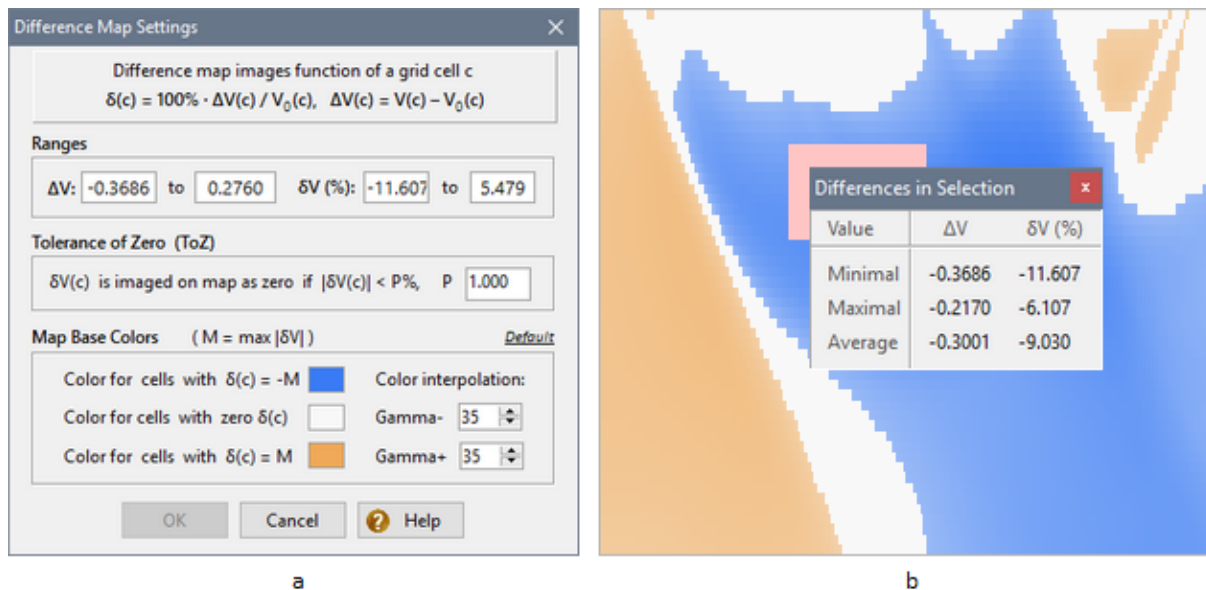 Difference Map Settings
Difference map images function of a grid cell c
δ(c) = 100% · ΔV(c) / V₀(c), ΔV(c) = V(c) – V₀(c)
Ranges
ΔV: -0.3686 to 0.2760 δV (%): -11.607 to 5.479
Tolerance of Zero (ToZ)
δV(c) is imaged on map as zero if |δV(c)| < P%, P 1.000
Map Base Colors ( M = max |δV| ) Default
Color for cells with δ(c) = -M Color interpolation:
Color for cells with zero δ(c) Gamma- 35
Color for cells with δ(c) = M Gamma+ 35
OK Cancel ? Help
a
Differences in Selection x
Value ΔV δV (%)
Minimal -0.3686 -11.607
Maximal -0.2170 -6.107
Average -0.3001 -9.030
b